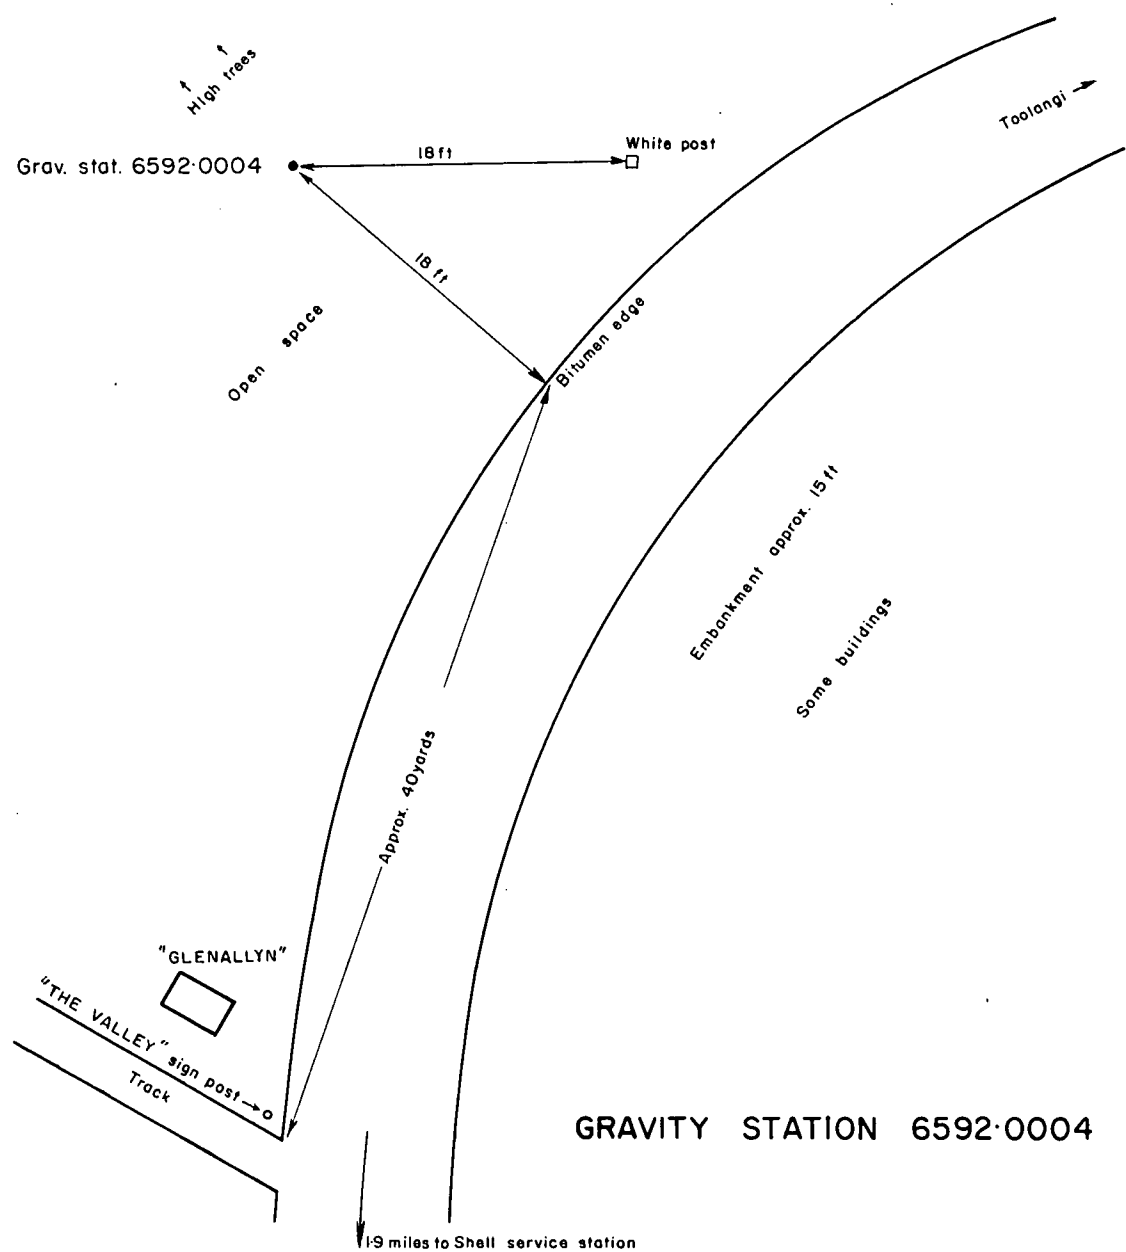 High trees
Toolangi
White post
18 ft
Grav. stat. 6592·0004
18 ft
Open space
Bitumen edge
Embankment approx. 15 ft
Some buildings
Approx. 40 yards
"GLENALLYN"
"THE VALLEY" sign post
Track
GRAVITY STATION 6592·0004
1·9 miles to Shell service station